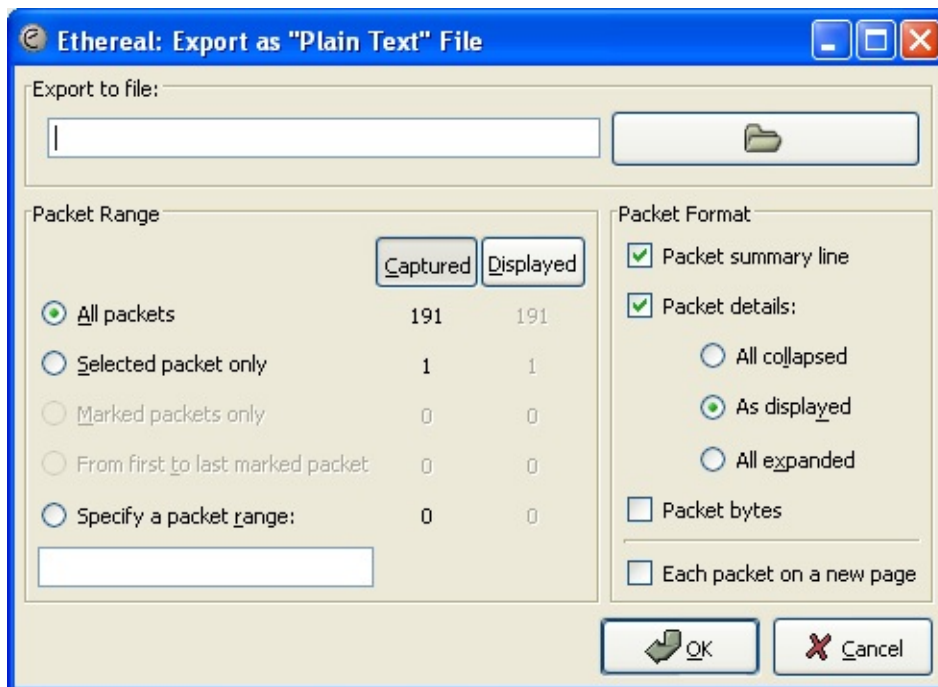 Ethereal: Export as "Plain Text" File
Export to file:
Packet Range
Captured Displayed
All packets 191 191
Selected packet only 1 1
Marked packets only 0 0
From first to last marked packet 0 0
Specify a packet range: 0 0
Packet Format
Packet summary line
Packet details:
All collapsed
As displayed
All expanded
Packet bytes
Each packet on a new page
OK Cancel